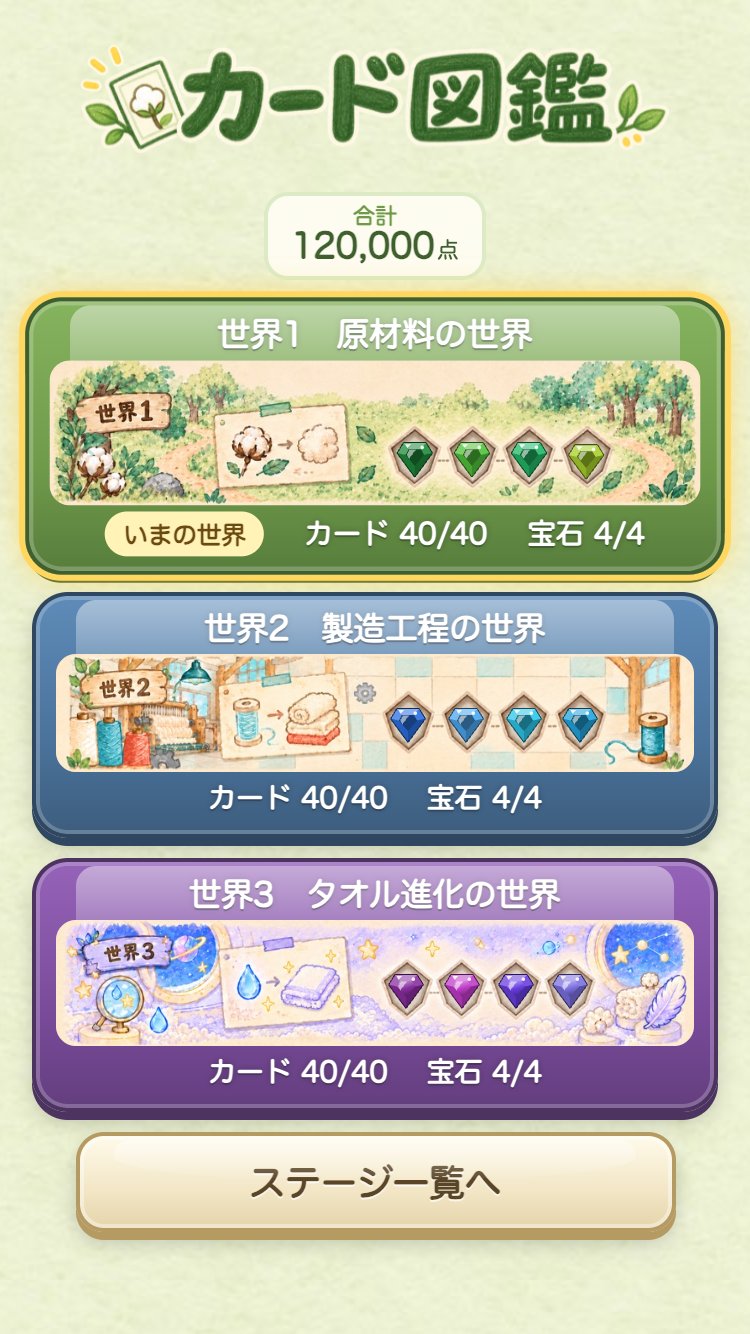 カード図鑑
合計
120,000点
世界1　原材料の世界
世界1
いまの世界　カード 40/40　宝石 4/4
世界2　製造工程の世界
世界2
カード 40/40　宝石 4/4
世界3　タオル進化の世界
世界3
カード 40/40　宝石 4/4
ステージ一覧へ